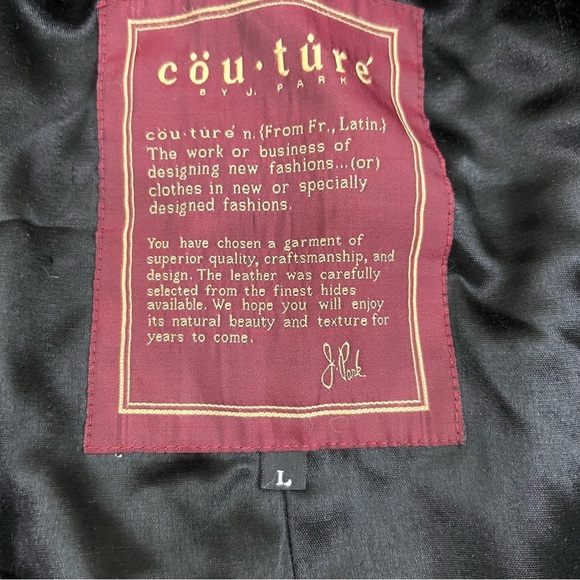 cöu·túré
BY J. PARK
cöu·túré n. {From Fr., Latin.}
The work or business of
designing new fashions...(or)
clothes in new or specially
designed fashions.
You have chosen a garment of
superior quality, craftsmanship, and
design. The leather was carefully
selected from the finest hides
available. We hope you will enjoy
its natural beauty and texture for
years to come.
J. Park
L